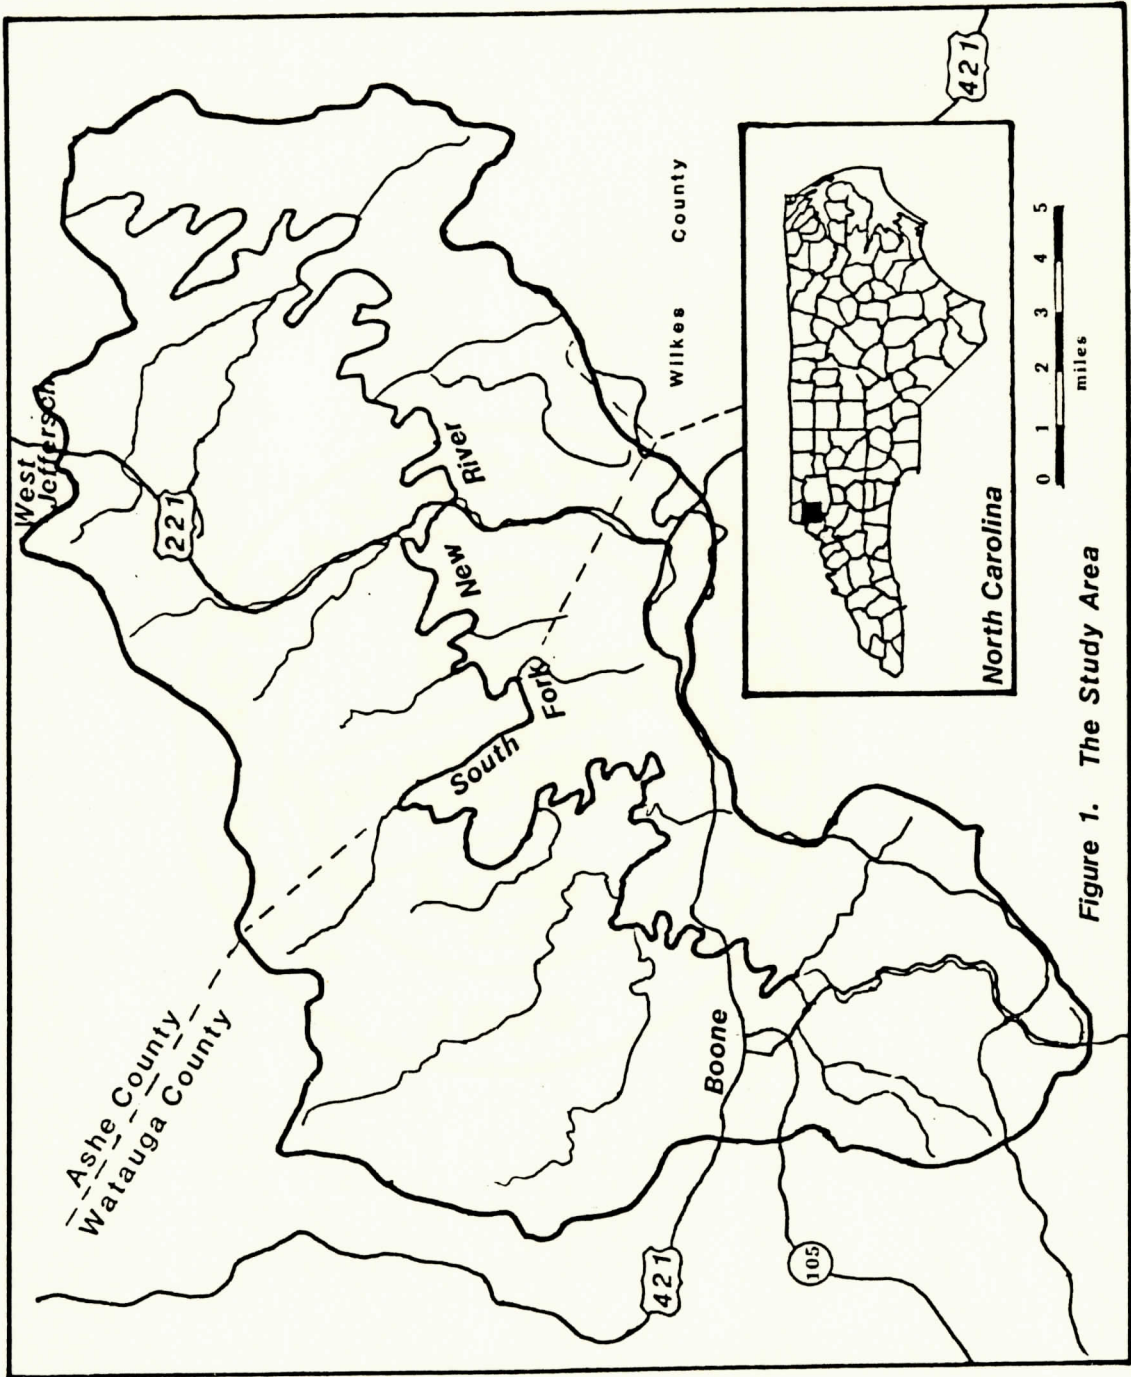 West
Jefferson
Ashe County
Watauga County
221
South
Fork
New
River
421
Wilkes County
Boone
105
421
North Carolina
0 1 2 3 4 5
miles
Figure 1. The Study Area